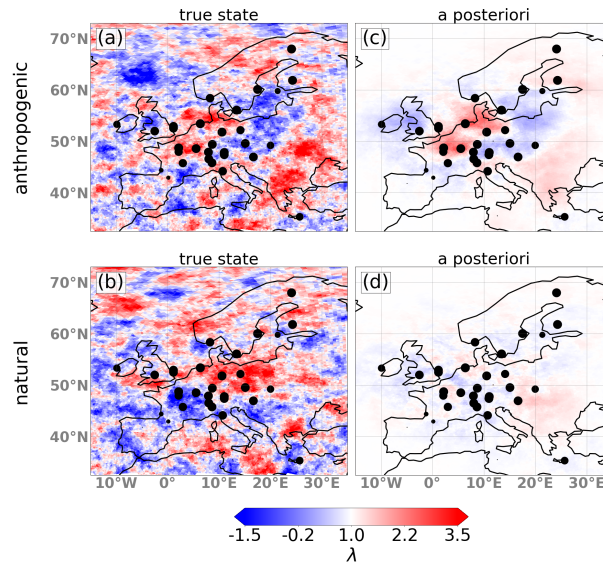 true state
a posteriori
anthropogenic
(a)
(c)
70°N
60°N
50°N
40°N
true state
a posteriori
natural
(b)
(d)
70°N
60°N
50°N
40°N
10°W 0° 10°E 20°E 30°E
10°W 0° 10°E 20°E 30°E
-1.5 -0.2 1.0 2.2 3.5
λ